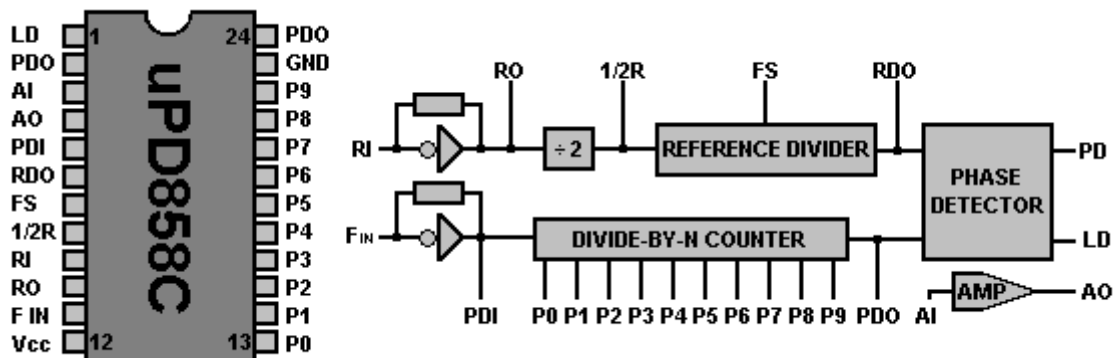 LD 1 24 PDO
PDO GND
AI P9
AO P8
PDI P7
RDO P6
FS P5
1/2R P4
RI P3
RO P2
F IN P1
Vcc 12 13 P0
uPD858C
RO 1/2R FS RDO
RI ÷2 REFERENCE DIVIDER PD
PHASE
DETECTOR
FIN DIVIDE-BY-N COUNTER LD
AMP AO
PDI P0 P1 P2 P3 P4 P5 P6 P7 P8 P9 PDO AI